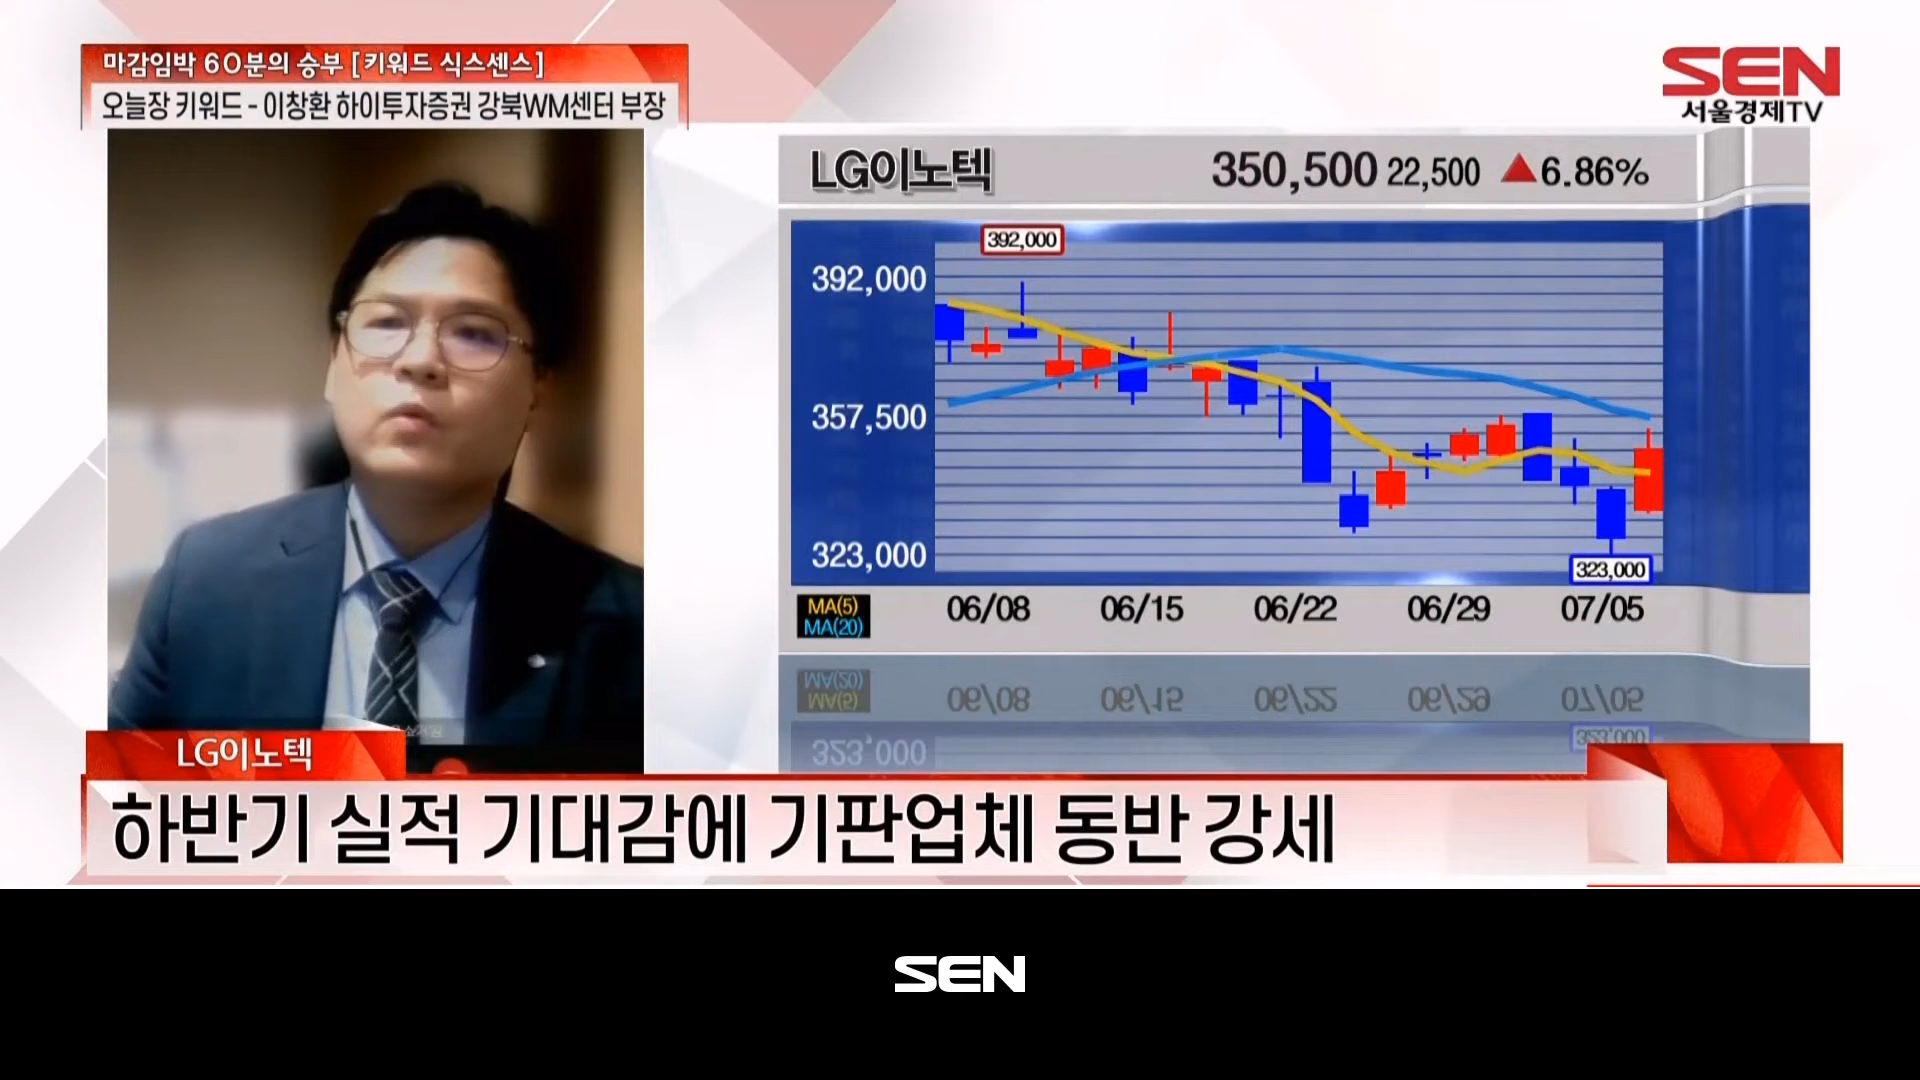 마감임박 60분의 승부 [키워드 식스센스]
오늘장 키워드 - 이창환 하이투자증권 강북WM센터 부장
SEN
서울경제TV
LG이노텍 350,500 22,500 ▲6.86%
392,000
392,000
357,500
323,000
323,000
MA(5)
MA(20)
06/08 06/15 06/22 06/29 07/05
LG이노텍
하반기 실적 기대감에 기판업체 동반 강세
SEN